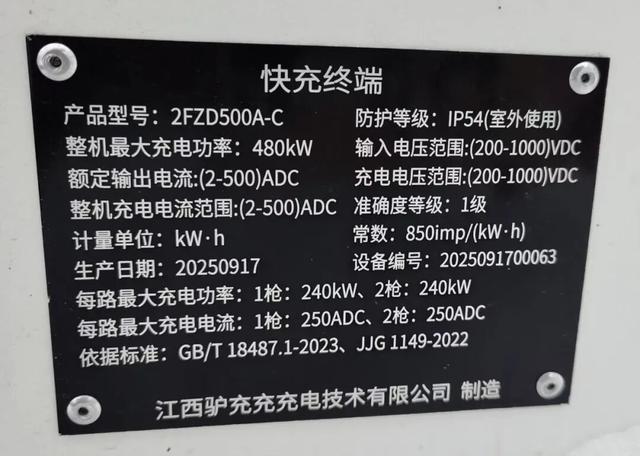 快充终端
产品型号：2FZD500A-C
防护等级：IP54(室外使用)
整机最大充电功率：480kW
输入电压范围:(200-1000)VDC
额定输出电流:(2-500)ADC
充电电压范围:(200-1000)VDC
整机充电电流范围:(2-500)ADC
准确度等级：1级
计量单位：kW·h
常数：850imp/(kW·h)
生产日期：20250917
设备编号：2025091700063
每路最大充电功率：1枪：240kW、2枪：240kW
每路最大充电电流：1枪：250ADC、2枪：250ADC
依据标准：GB/T 18487.1-2023、JJG 1149-2022
江西驴充充充电技术有限公司 制造